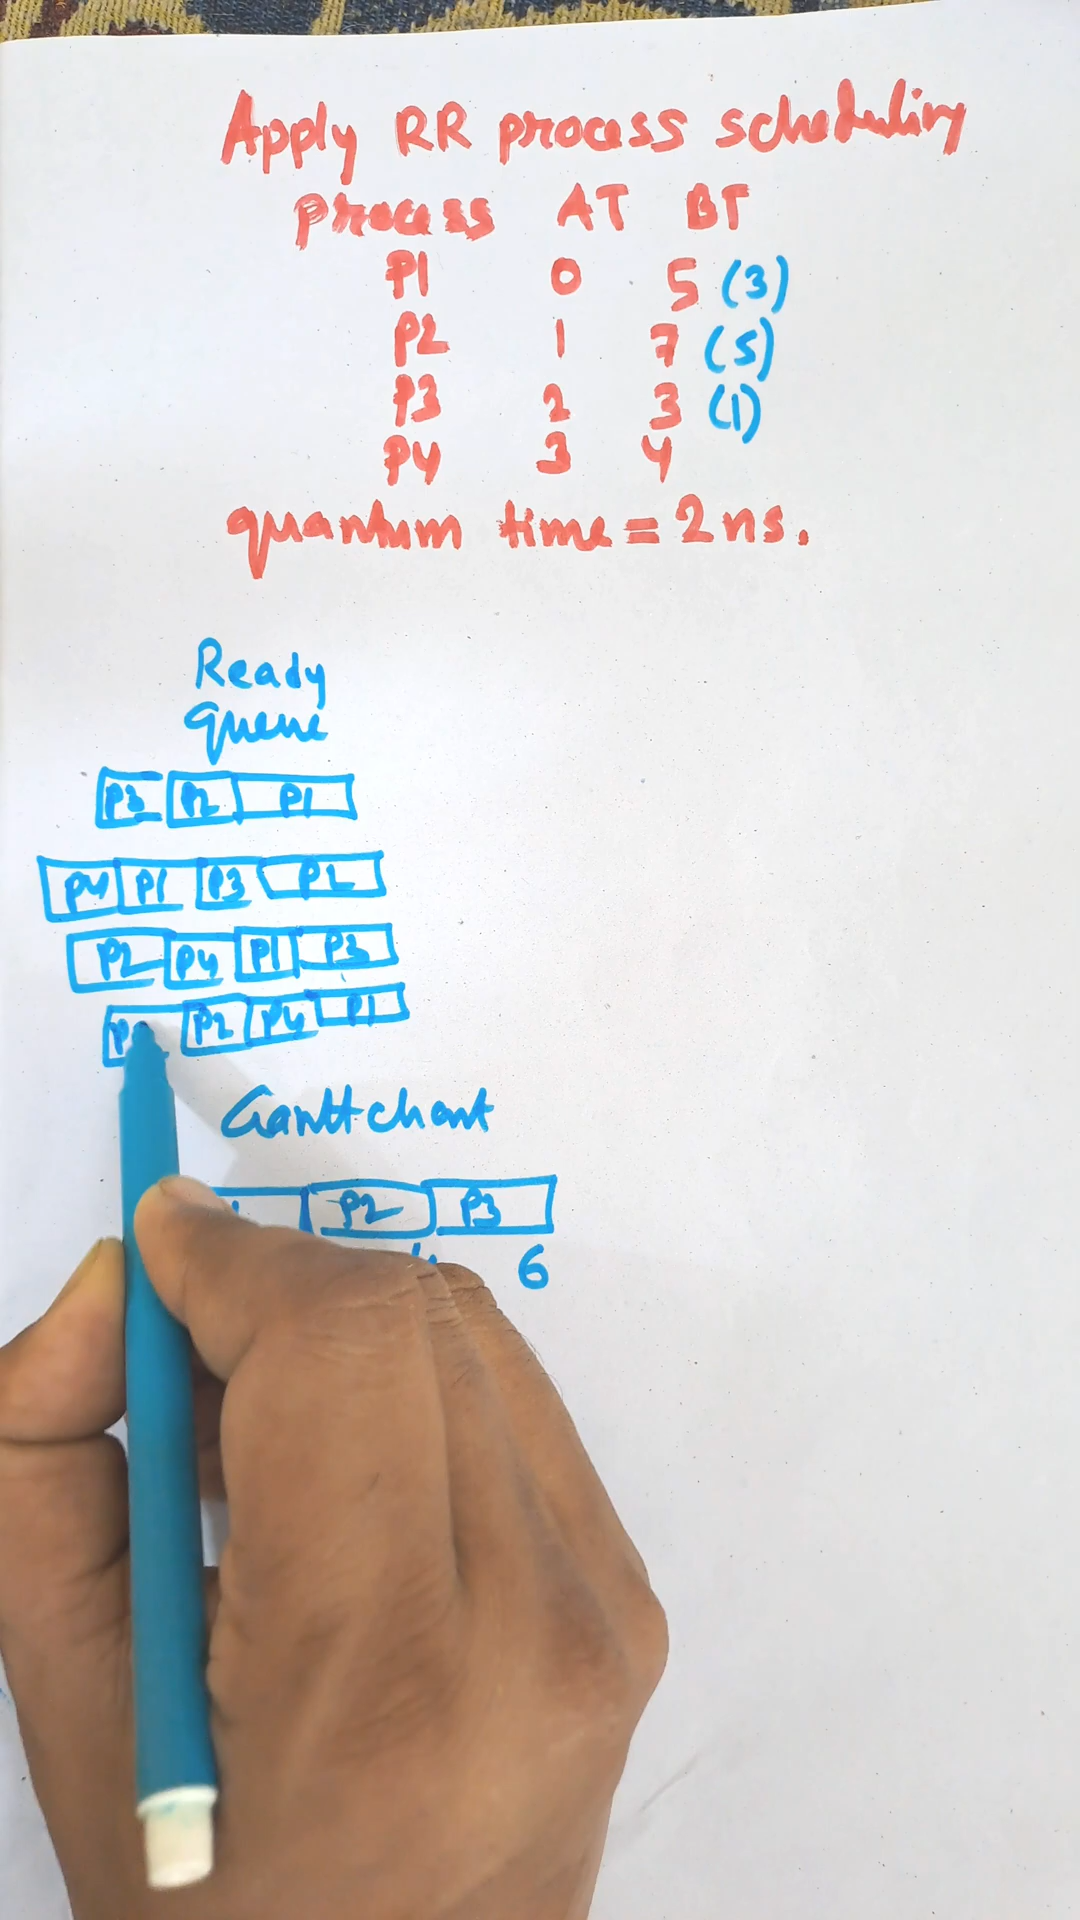 Apply RR process scheduling
process AT BT
P1 0 5 (3)
P2 1 7 (5)
P3 2 3 (1)
P4 3 4
quantum time = 2ns.
Ready
queue
P3 P2 P1
P4 P1 P3 P2
P2 P4 P1 P3
P2 P4 P1
Gantt chart
P2 P3
6